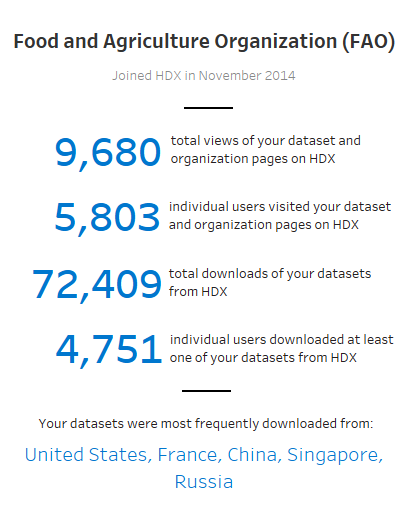 Food and Agriculture Organization (FAO)
Joined HDX in November 2014
9,680 total views of your dataset and
organization pages on HDX
5,803 individual users visited your dataset
and organization pages on HDX
72,409 total downloads of your datasets
from HDX
4,751 individual users downloaded at least
one of your datasets from HDX
Your datasets were most frequently downloaded from:
United States, France, China, Singapore,
Russia